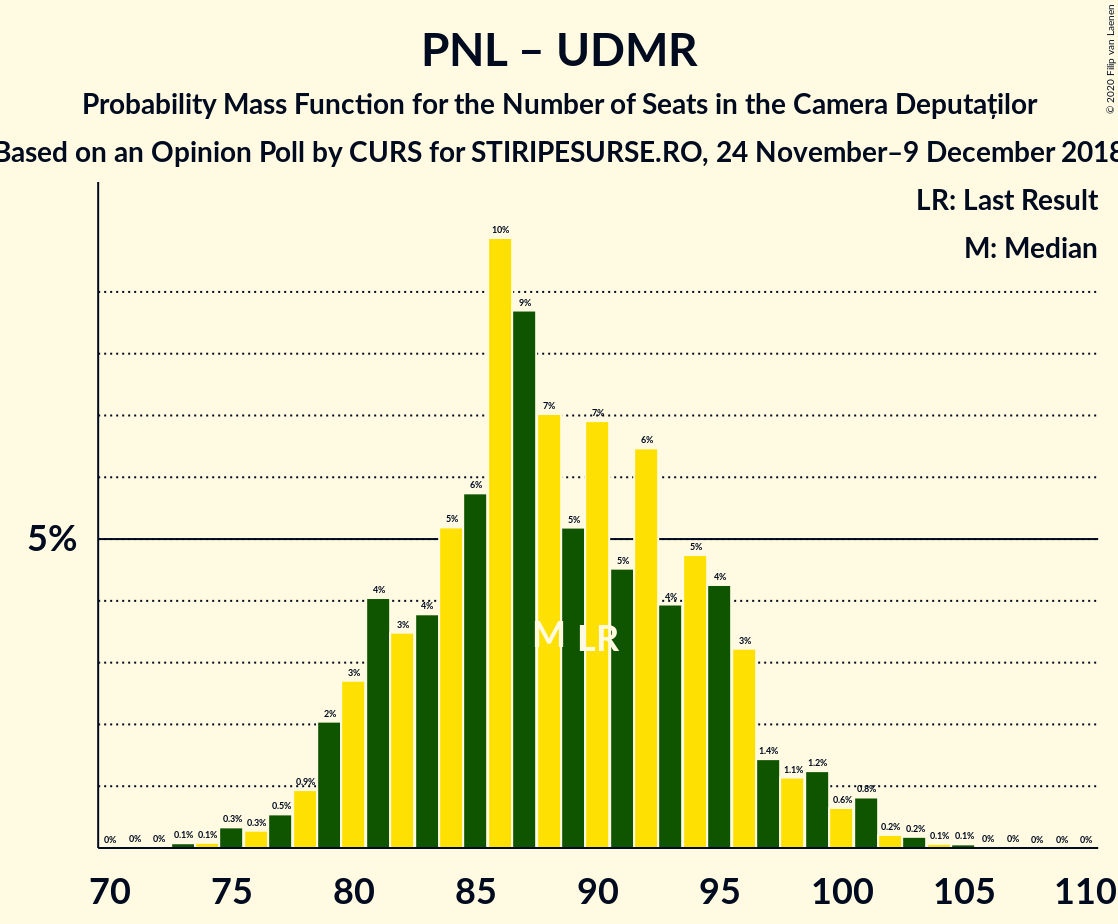 PNL – UDMR
Probability Mass Function for the Number of Seats in the Camera Deputaților
Based on an Opinion Poll by CURS for STIRIPESURSE.RO, 24 November–9 December 2018
© 2020 Filip van Laenen
LR: Last Result
M: Median
5%
0% 0% 0% 0.1% 0.1% 0.3% 0.3% 0.5% 0.9% 2% 3% 4% 3% 4% 5% 6% 10% 9% 7% 5% 7% 5% 6% 4% 5% 4% 3% 1.4% 1.1% 1.2% 0.6% 0.8% 0.2% 0.2% 0.1% 0.1% 0% 0% 0% 0% 0%
M LR
70 75 80 85 90 95 100 105 110